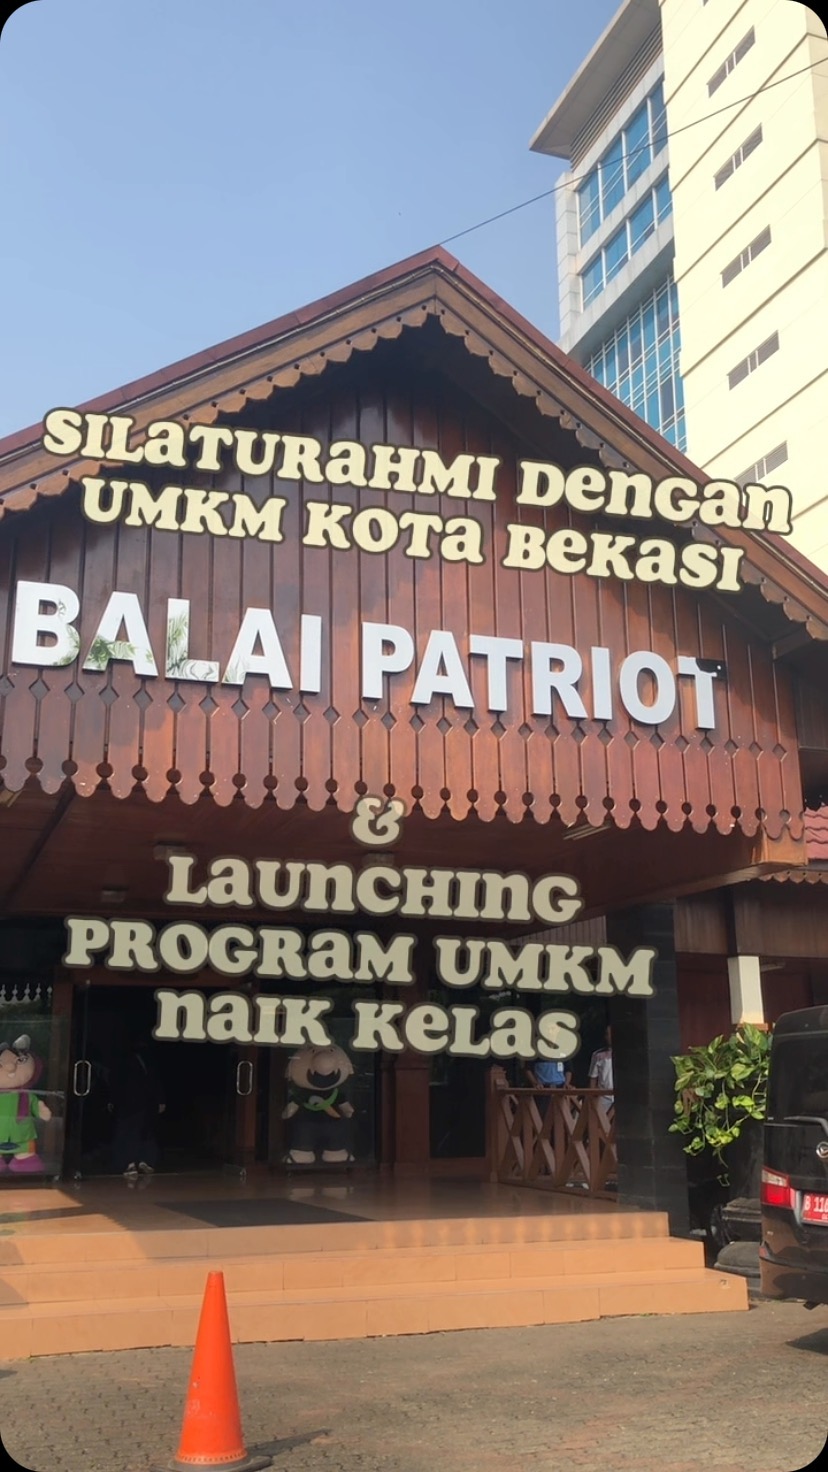 SILaTURaHMI DenGan
UMKM KOTa BeKaSI
BALAI PATRIOT
&
LaUnCHInG
PROGRaM UMKM
naIK KeLaS